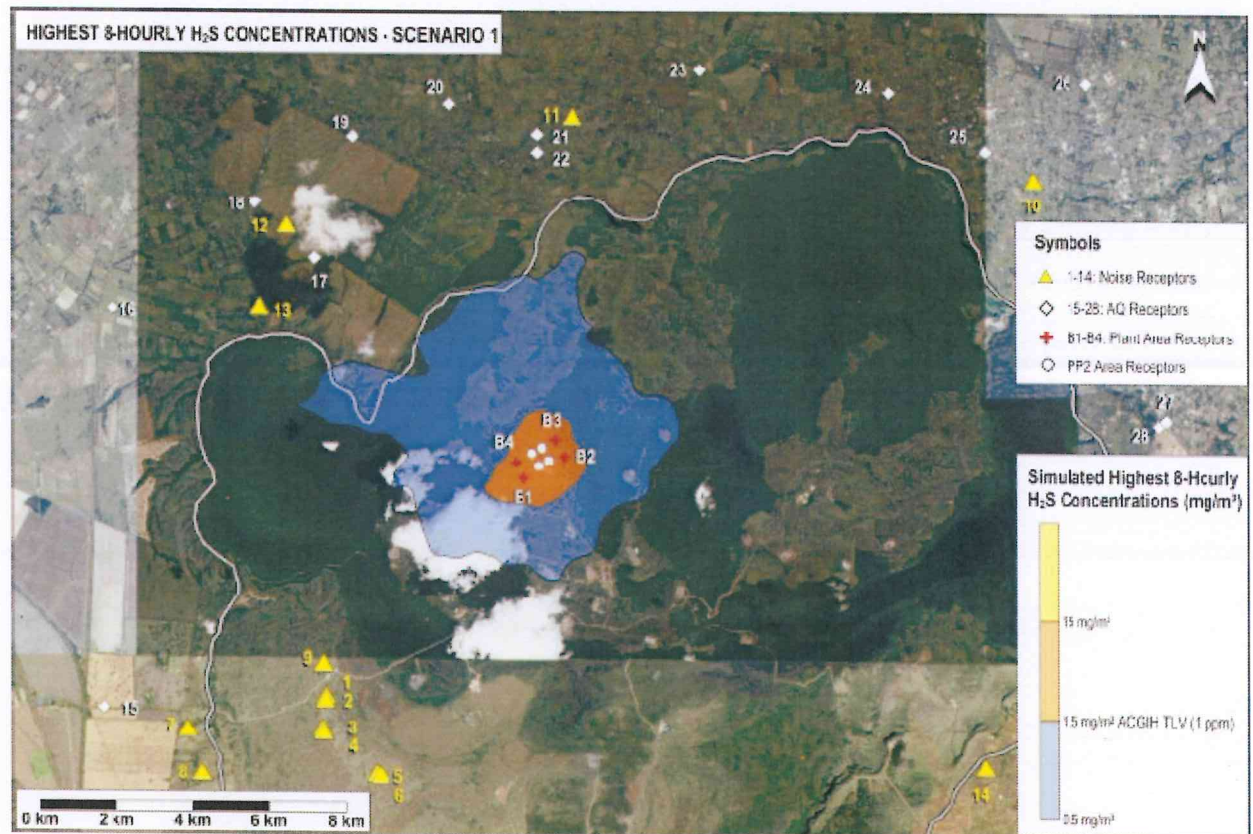 HIGHEST 8-HOURLY H₂S CONCENTRATIONS - SCENARIO 1
N
23
20
24
26
11
19
21
22
25
18
12
10
17
16
13
Symbols
1-14: Noise Receptors
15-28: AQ Receptors
B1-B4: Plant Area Receptors
PP2 Area Receptors
27
28
B3
B4
B2
B1
Simulated Highest 8-Hourly
H₂S Concentrations (mg/m³)
15 mg/m³
1.5 mg/m³ ACGIH TLV (1 ppm)
0.5 mg/m³
9
1
2
15
7
3
4
8
5
6
14
0 km 2 km 4 km 6 km 8 km